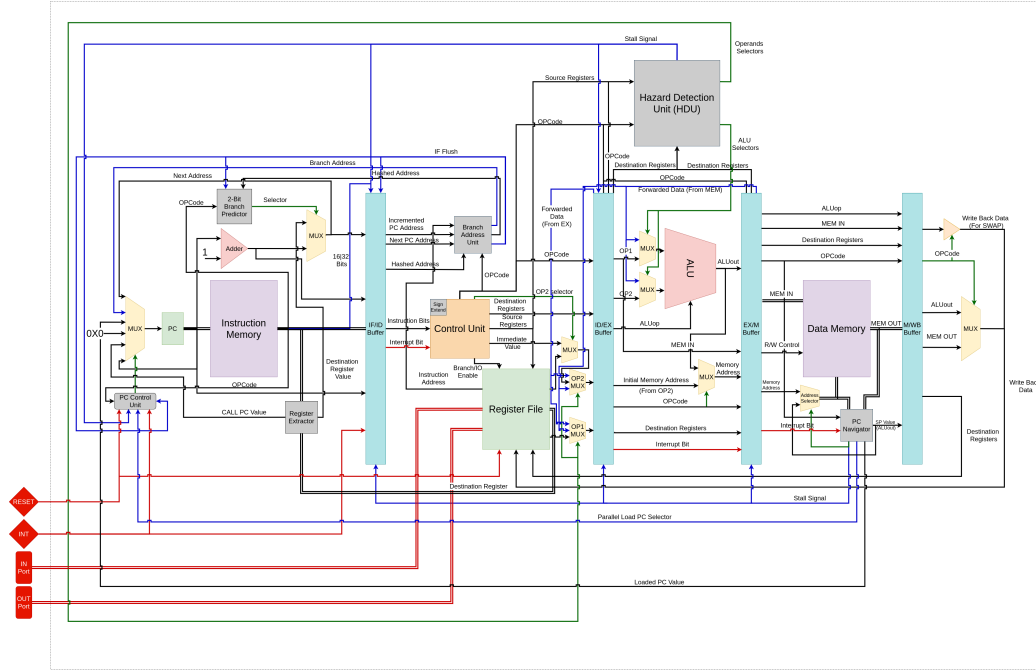 Stall Signal
Operands
Selectors
Source Registers
Hazard Detection
Unit (HDU)
OPCode
ALU
Selectors
IF Flush
OPCode
Branch Address
Destination Registers
Destination Registers
Next Address
Hashed Address
OPCode
Forwarded Data (From MEM)
OPCode
2-Bit
Branch
Predictor
Selector
MUX
Adder
1
16|32
Bits
Incremented
PC Address
Next PC Address
Hashed Address
Branch
Address
Unit
OPCode
Forwarded
Data
(From EX)
OPCode
OP1
MUX
OP2
MUX
ALU
ALUout
ALUop
MEM IN
Destination Registers
OPCode
Write Back Data
(For SWAP)
OPCode
0X0
MUX
PC
Instruction
Memory
IF/ID
Buffer
Instruction Bits
Interrupt Bit
Sign
Extend
Control Unit
OP2 selector
Destination
Registers
Source
Registers
Immediate
Value
MUX
ID/EX
Buffer
ALUop
MEM IN
EX/M
Buffer
MEM IN
R/W Control
Data Memory
MEM OUT
M/WB
Buffer
ALUout
MEM OUT
MUX
Destination
Register
Value
Instruction
Address
Branch/IO
Enable
OP2
MUX
Initial Memory Address
(From OP2)
OPCode
MUX
Memory
Address
Memory
Address
Address
Selector
Write Back
Data
OPCode
PC Control
Unit
CALL PC Value
Register
Extractor
Register File
OP1
MUX
Destination Registers
Interrupt Bit
Interrupt Bit
PC
Navigator
SP Value
(ALUout)
Destination
Registers
Destination Register
RESET
Stall Signal
INT
Parallel Load PC Selector
IN
Port
Loaded PC Value
OUT
Port